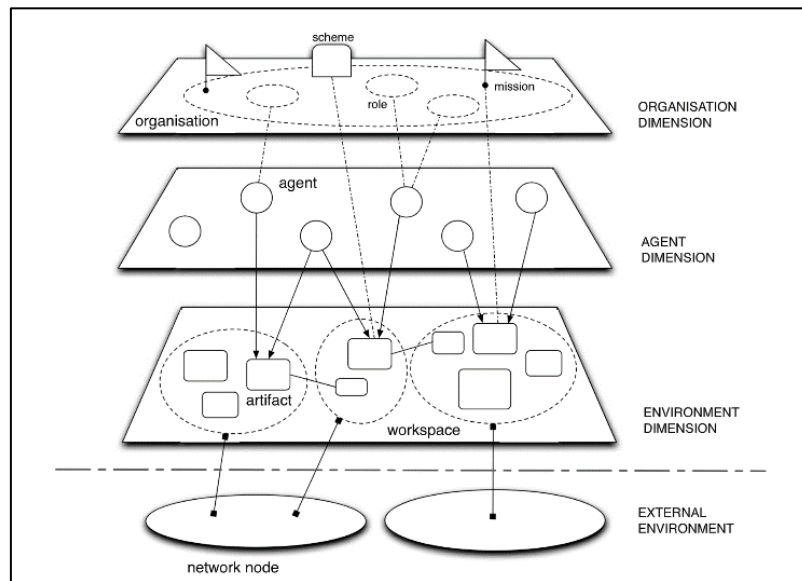 scheme
role
mission
organisation
ORGANISATION
DIMENSION
agent
AGENT
DIMENSION
artifact
workspace
ENVIRONMENT
DIMENSION
EXTERNAL
ENVIRONMENT
network node